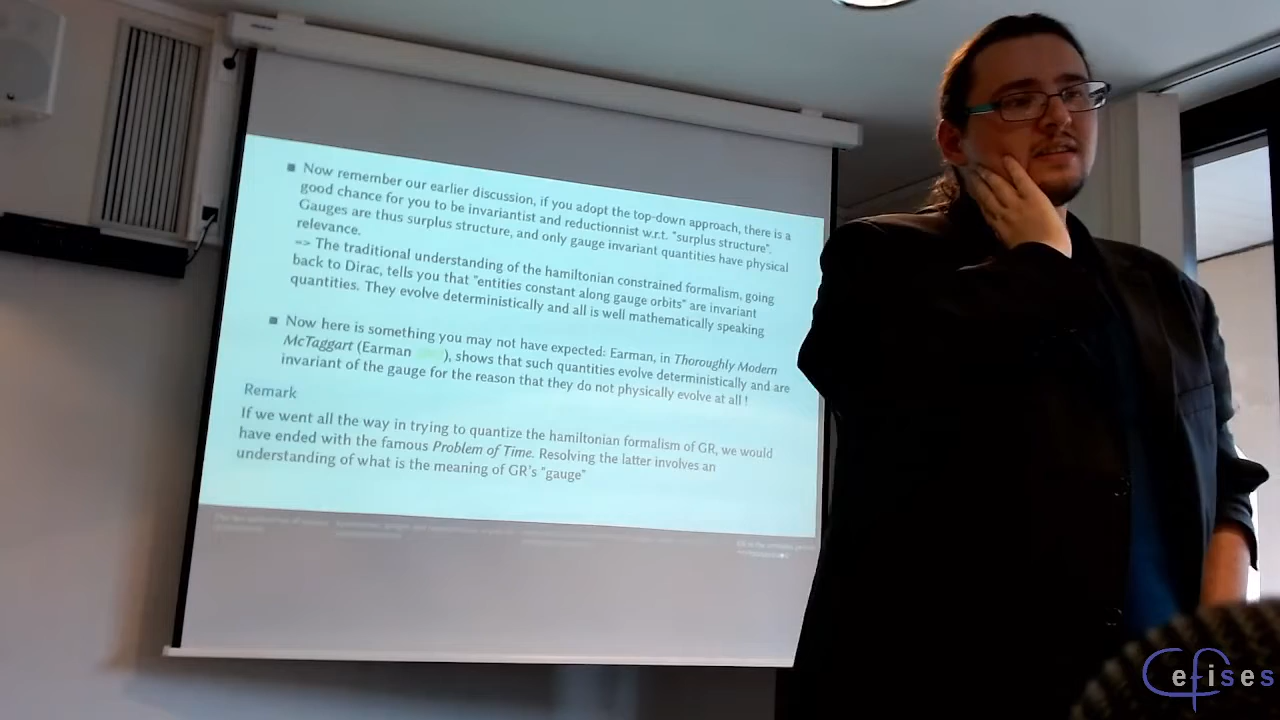 Now remember our earlier discussion, if you adopt the top-down approach, there is a
good chance for you to be invariantist and reductionnist w.r.t. "surplus structure".
Gauges are thus surplus structure, and only gauge invariant quantities have physical
relevance.
=> The traditional understanding of the hamiltonian constrained formalism, going
back to Dirac, tells you that "entities constant along gauge orbits" are invariant
quantities. They evolve deterministically and all is well mathematically speaking
Now here is something you may not have expected: Earman, in Thoroughly Modern
McTaggart (Earman ), shows that such quantities evolve deterministically and are
invariant of the gauge for the reason that they do not physically evolve at all !
Remark
If we went all the way in trying to quantize the hamiltonian formalism of GR, we would
have ended with the famous Problem of Time. Resolving the latter involves an
understanding of what is the meaning of GR's "gauge"
Cefises